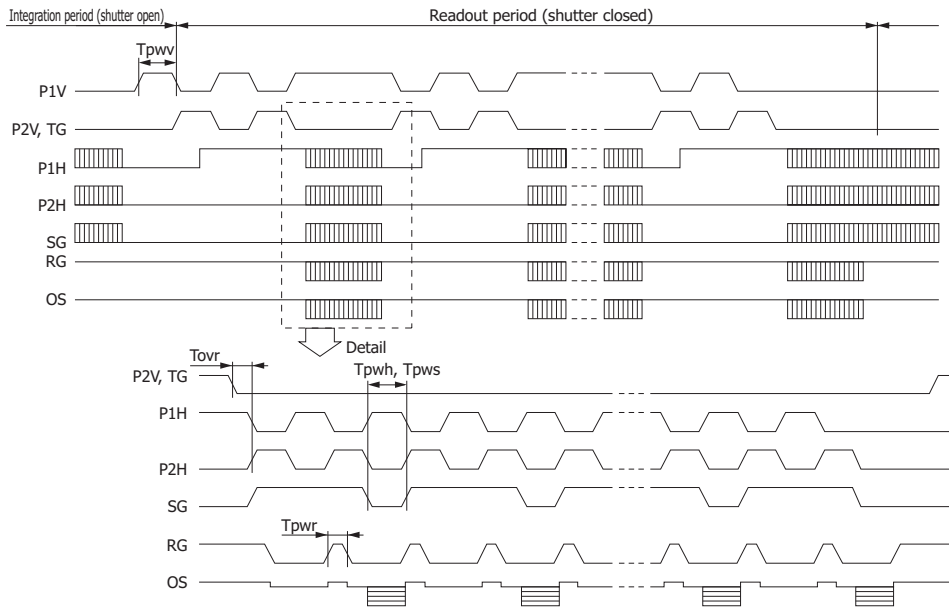 Integration period (shutter open)
Readout period (shutter closed)
Tpwv
P1V
P2V, TG
P1H
P2H
SG
RG
OS
Detail
Tovr
Tpwh, Tpws
P2V, TG
P1H
P2H
SG
Tpwr
RG
OS